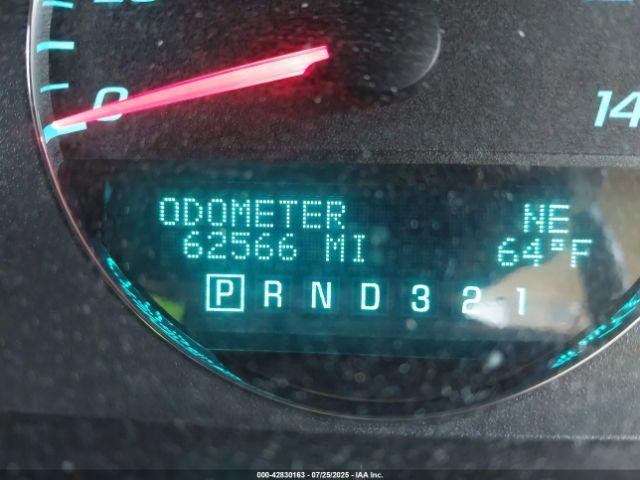 0
14
ODOMETER NE
62566 MI 64°F
P R N D 3 2 1
000-42830163 - 07/25/2025 - IAA Inc.